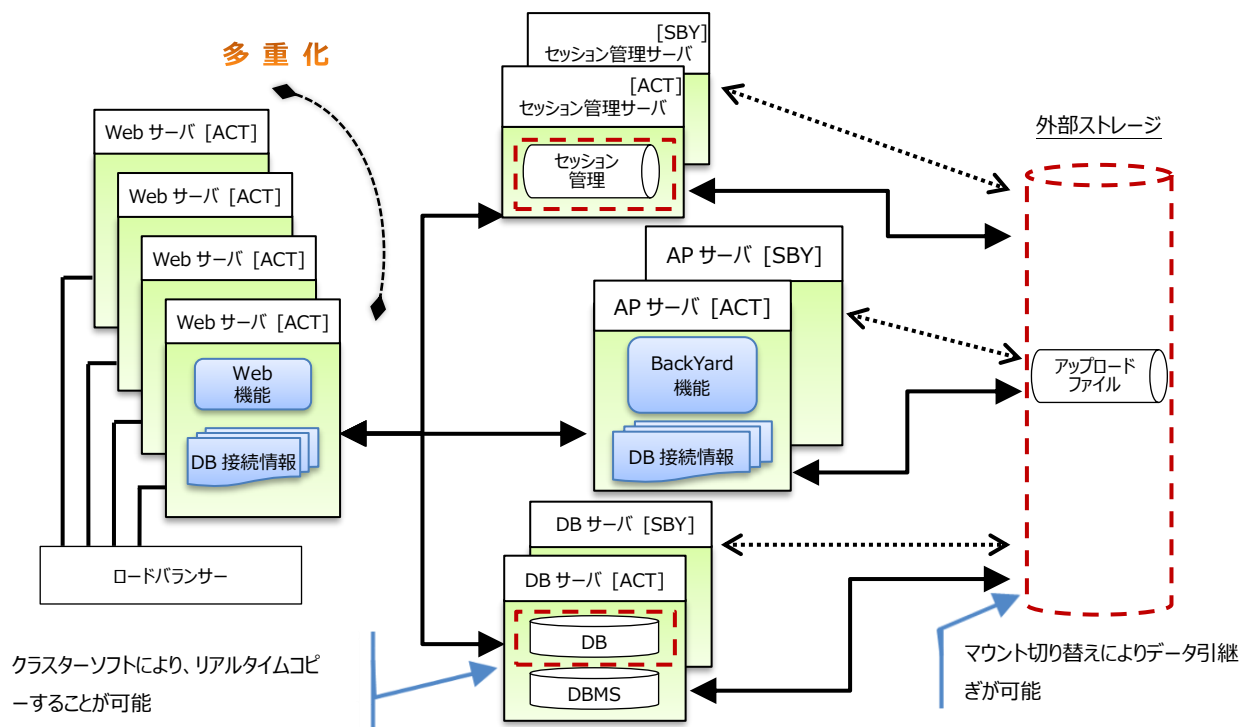 多重化
[SBY]
セッション管理サーバ
[ACT]
セッション管理サーバ
セッション
管理
外部ストレージ
Web サーバ [ACT]
Web サーバ [ACT]
Web サーバ [ACT]
Web サーバ [ACT]
Web
機能
DB 接続情報
AP サーバ [SBY]
AP サーバ [ACT]
BackYard
機能
DB 接続情報
アップロード
ファイル
DB サーバ [SBY]
DB サーバ [ACT]
DB
DBMS
ロードバランサー
クラスターソフトにより、リアルタイムコピ
ーすることが可能
マウント切り替えによりデータ引継
ぎが可能